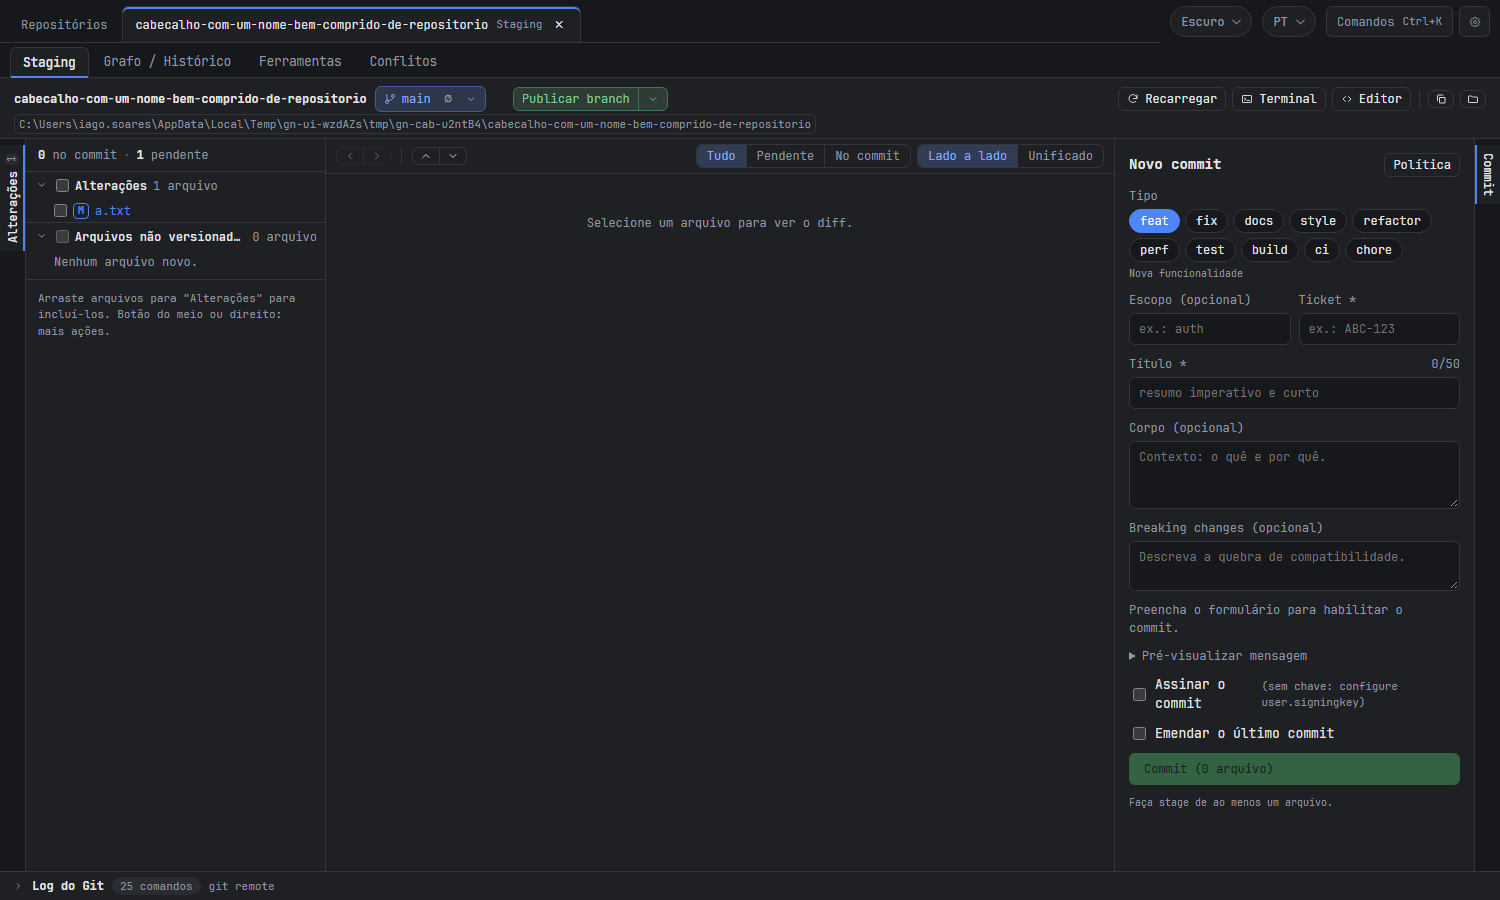 Repositórios
cabecalho-com-um-nome-bem-comprido-de-repositorio Staging ×
Escuro
PT
Comandos Ctrl+K
Staging
Grafo / Histórico
Ferramentas
Conflitos
cabecalho-com-um-nome-bem-comprido-de-repositorio
main
Publicar branch
Recarregar
Terminal
Editor
C:\Users\iago.soares\AppData\Local\Temp\gn-ui-wzdAZs\tmp\gn-cab-u2ntB4\cabecalho-com-um-nome-bem-comprido-de-repositorio
Alterações 1
0 no commit · 1 pendente
Alterações 1 arquivo
M a.txt
Arquivos não versionad… 0 arquivo
Nenhum arquivo novo.
Arraste arquivos para “Alterações” para
incluí-los. Botão do meio ou direito:
mais ações.
Tudo
Pendente
No commit
Lado a lado
Unificado
Selecione um arquivo para ver o diff.
Novo commit
Política
Commit
Tipo
feat fix docs style refactor
perf test build ci chore
Nova funcionalidade
Escopo (opcional)
Ticket *
ex.: auth
ex.: ABC-123
Título *
0/50
resumo imperativo e curto
Corpo (opcional)
Contexto: o quê e por quê.
Breaking changes (opcional)
Descreva a quebra de compatibilidade.
Preencha o formulário para habilitar o
commit.
Pré-visualizar mensagem
Assinar o
commit
(sem chave: configure
user.signingkey)
Emendar o último commit
Commit (0 arquivo)
Faça stage de ao menos um arquivo.
Log do Git
25 comandos
git remote